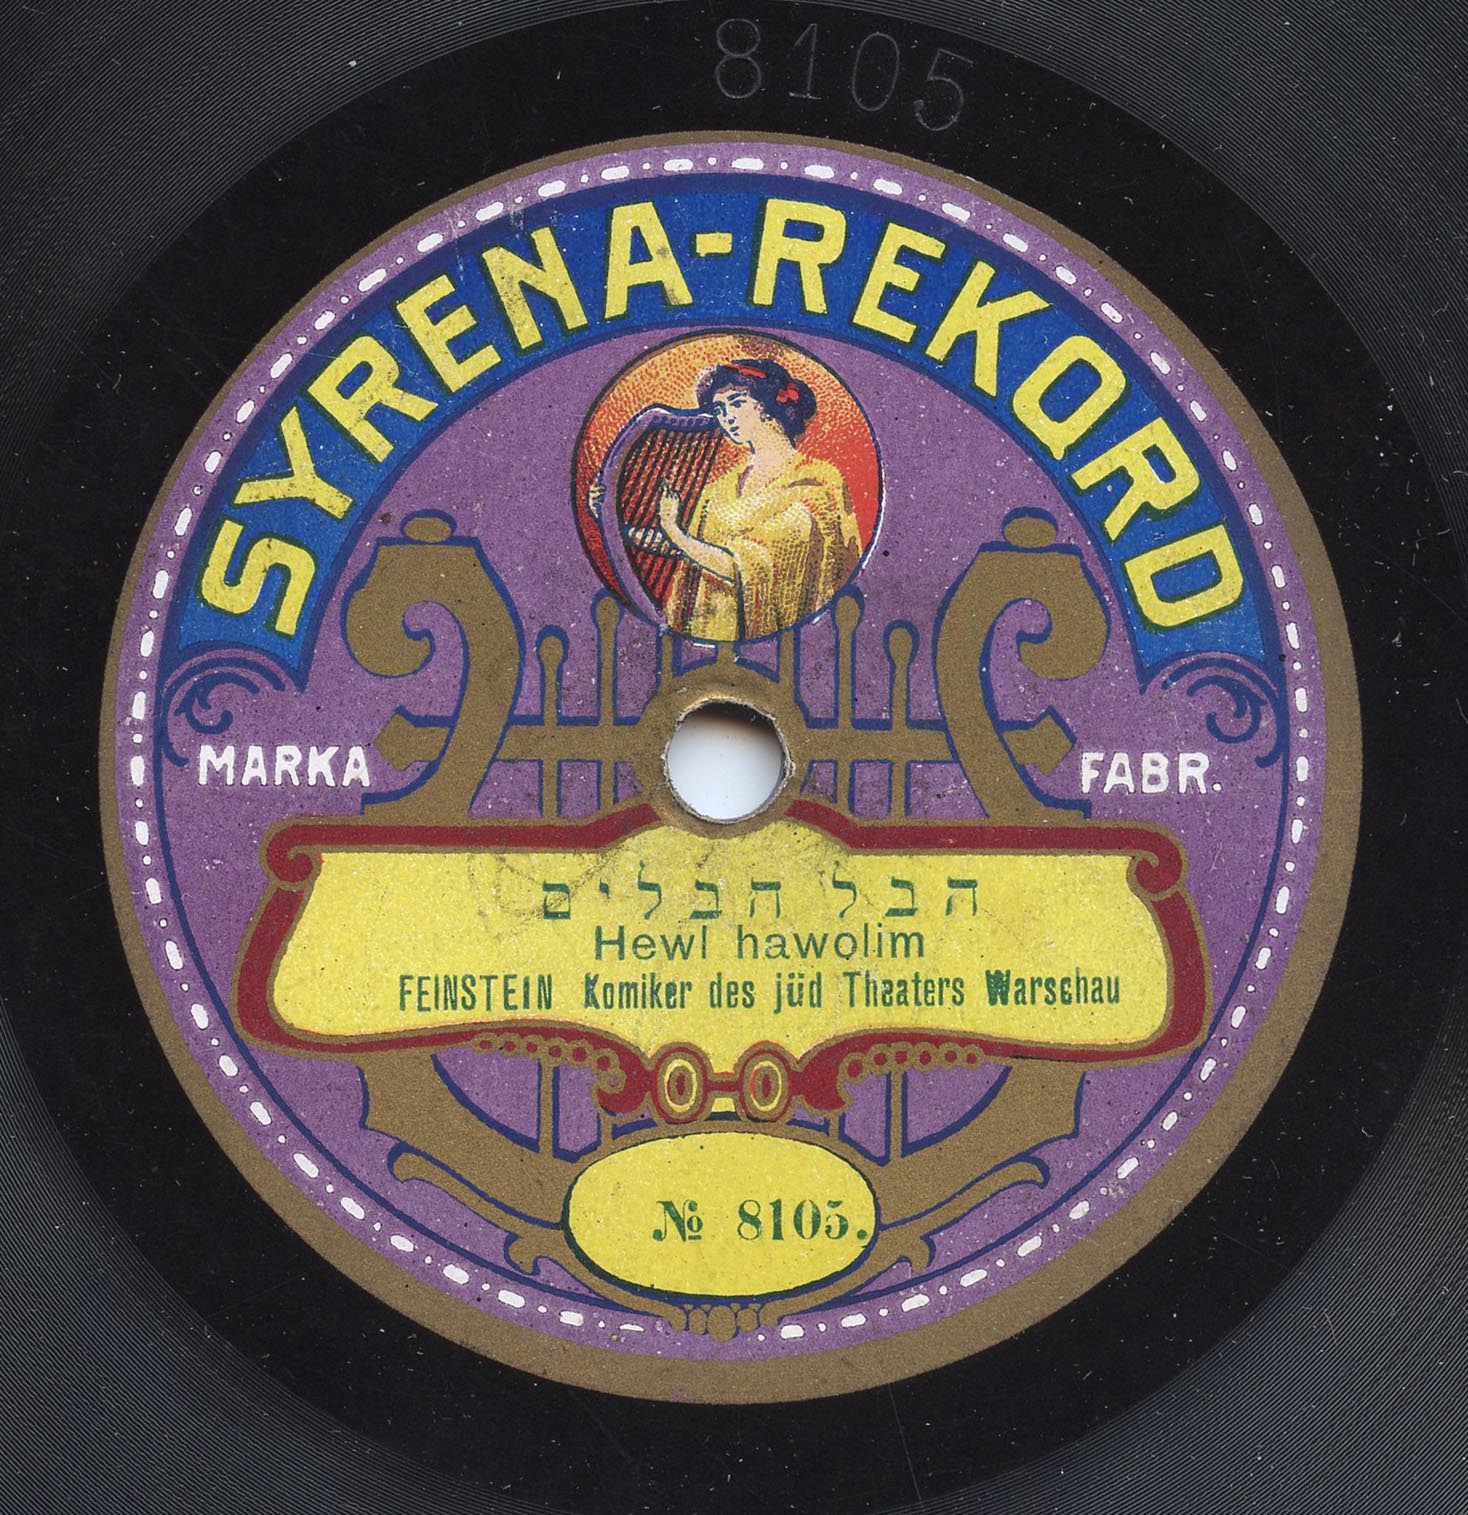 8105
SYRENA-REKORD
MARKA FABR.
הבל הבלים
Hewl hawolim
FEINSTEIN Komiker des jüd Theaters Warschau
№ 8105.